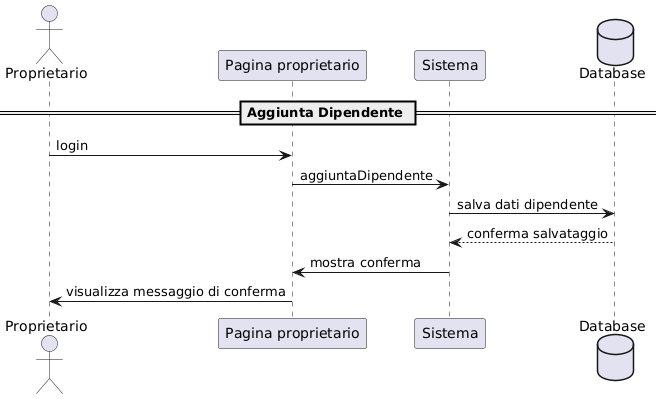 Proprietario
Pagina proprietario
Sistema
Database
Aggiunta Dipendente
login
aggiuntaDipendente
salva dati dipendente
conferma salvataggio
mostra conferma
visualizza messaggio di conferma
Proprietario
Pagina proprietario
Sistema
Database